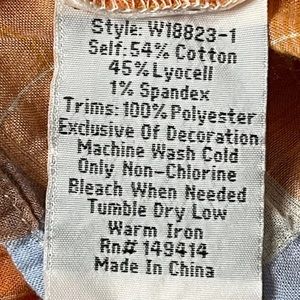 Style: W18823-1
Self: 54% Cotton
45% Lyocell
1% Spandex
Trims: 100% Polyester
Exclusive Of Decoration
Machine Wash Cold
Only Non-Chlorine
Bleach When Needed
Tumble Dry Low
Warm Iron
Rn# 149414
Made In China